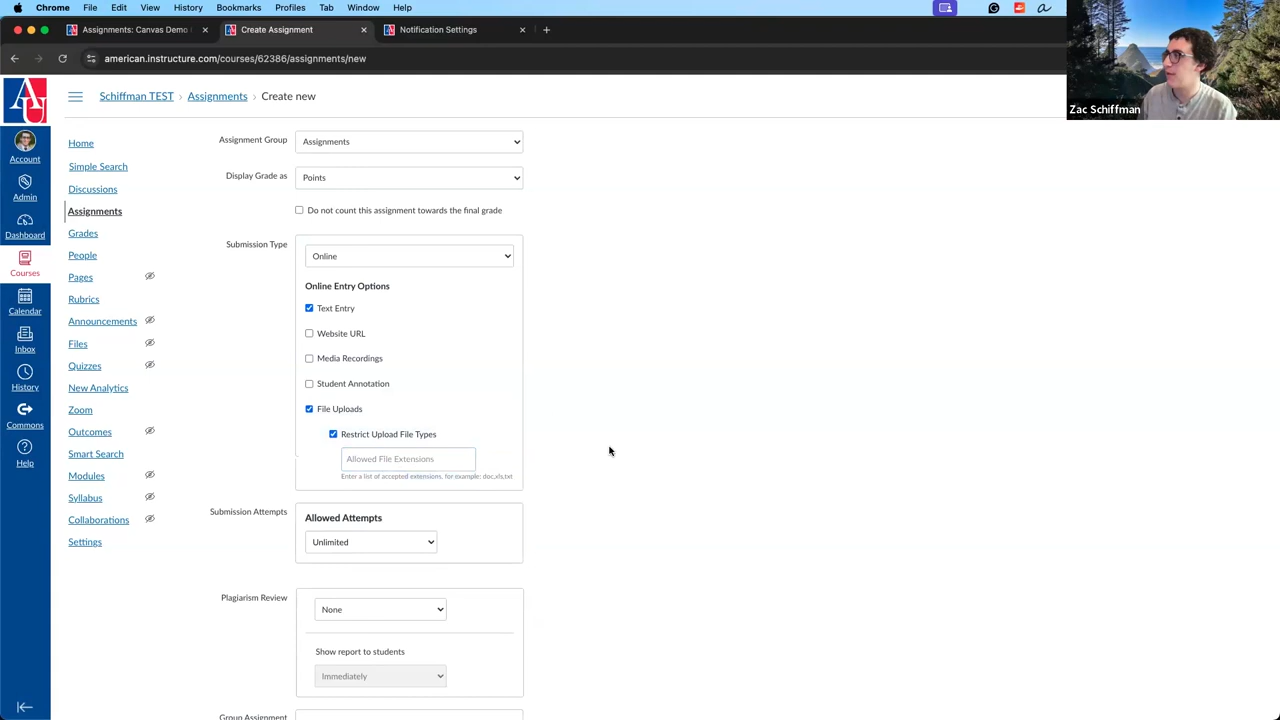 Chrome File Edit View History Bookmarks Profiles Tab Window Help
Assignments: Canvas Demo
Create Assignment
Notification Settings
american.instructure.com/courses/62386/assignments/new
Zac Schiffman
AU
Schiffman TEST › Assignments › Create new
Account
Admin
Dashboard
Courses
Calendar
Inbox
History
Commons
Help
Home
Simple Search
Discussions
Assignments
Grades
People
Pages
Rubrics
Announcements
Files
Quizzes
New Analytics
Zoom
Outcomes
Smart Search
Modules
Syllabus
Collaborations
Settings
Assignment Group
Assignments
Display Grade as
Points
Do not count this assignment towards the final grade
Submission Type
Online
Online Entry Options
Text Entry
Website URL
Media Recordings
Student Annotation
File Uploads
Restrict Upload File Types
Allowed File Extensions
Enter a list of accepted extensions, for example: doc,xls,txt
Submission Attempts
Allowed Attempts
Unlimited
Plagiarism Review
None
Show report to students
Immediately
Group Assignment